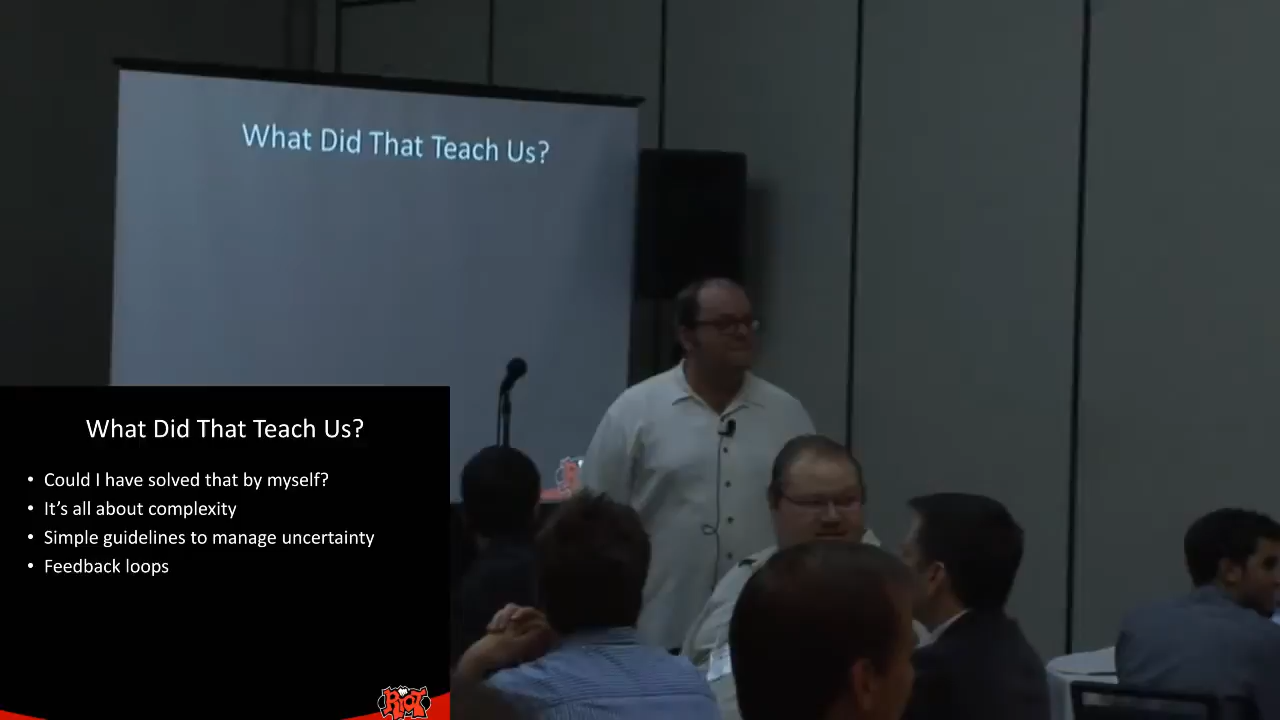 What Did That Teach Us?
What Did That Teach Us?
• Could I have solved that by myself?
• It's all about complexity
• Simple guidelines to manage uncertainty
• Feedback loops
RIOT